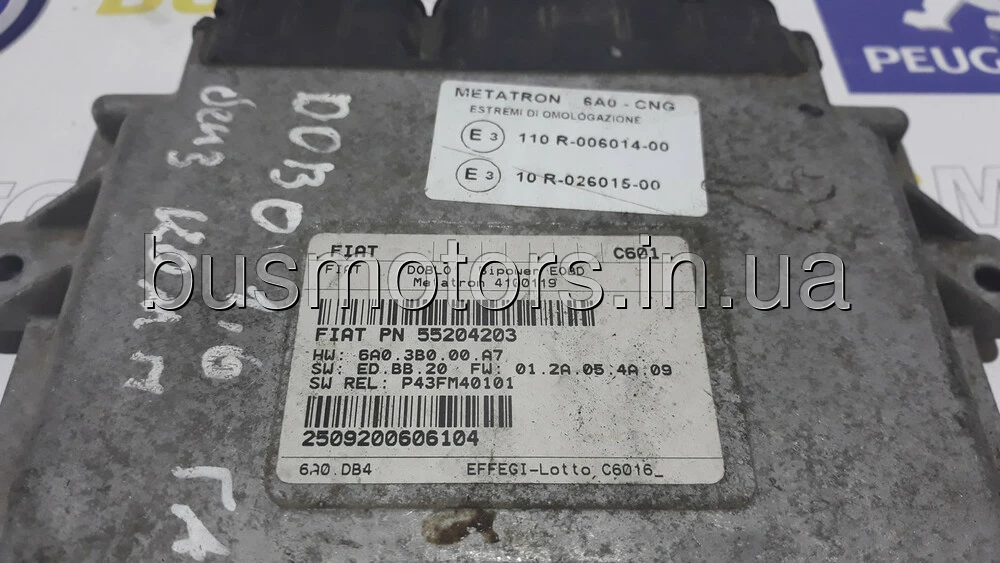 PEUG
METATRON 6A0 - CNG
ESTREMI DI OMOLOGAZIONE
E 3 110 R-006014-00
E 3 10 R-026015-00
FIAT C601
FIAT DOBLO' Bipower EOBD
Metatron 4100119
FIAT PN 55204203
HW: 6A0.3B0.00.A7
SW: ED.BB.20 FW: 01.2A.05.4A.09
SW REL: P43FM40101
2509200606104
6A0.DB4 EFFEGI-Lotto C6016_
busmotors.in.ua